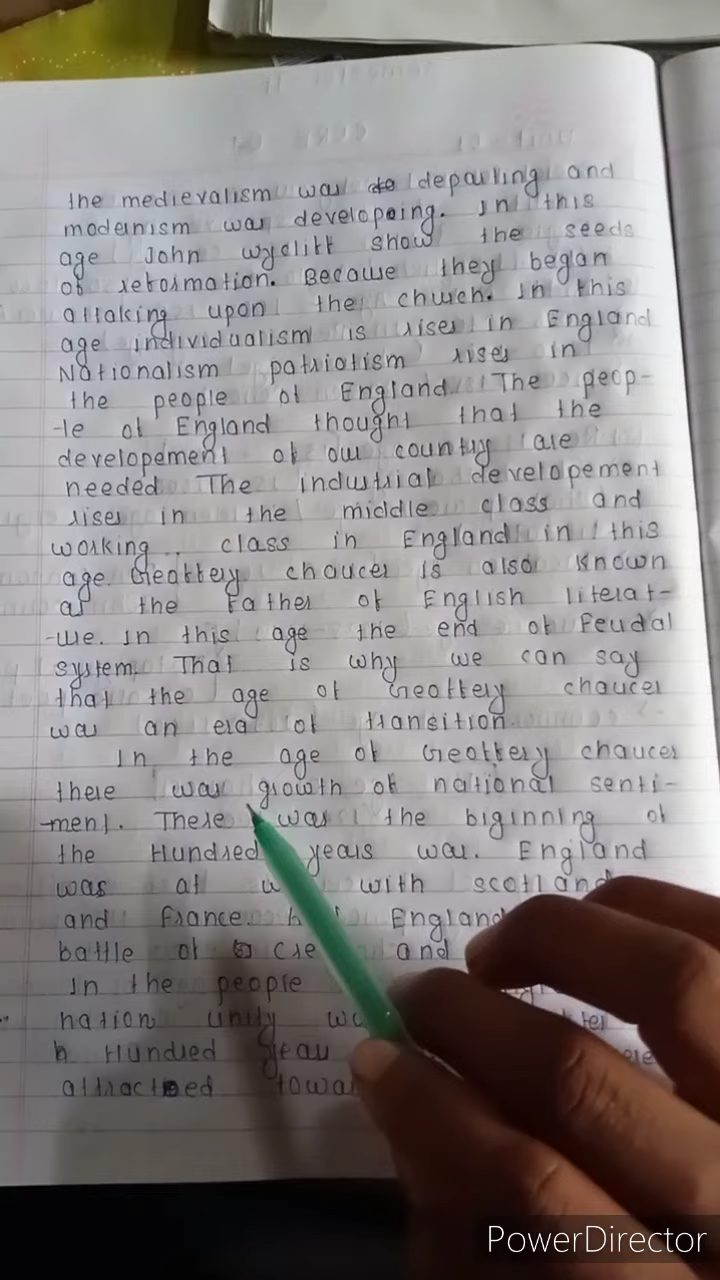 the medievalism was departing and
modernism was developeing. In this
age John wycliff show the seeds
of reformation. Because they began
attaking upon the church. In this
age individualism is rises in England
Nationalism patriotism rises in
the people of England. The peop-
-le of England thought that the
developement of our country are
needed The industrial developement
rises in the middle class and
working class in England in this
age. Geoffery chaucer is also known
as the Father of English literat-
-ure. In this age the end of Feudal
system. That is why we can say
that the age of Geoffery chaucer
was an era of transition.
In the age of Geoffery chaucer
there was growth of national senti-
-ment. There was the biginning of
the Hundred years war. England
was at with scotland
and France. England
battle of and
In the people
nation unity
Hundred year
attracted
PowerDirector